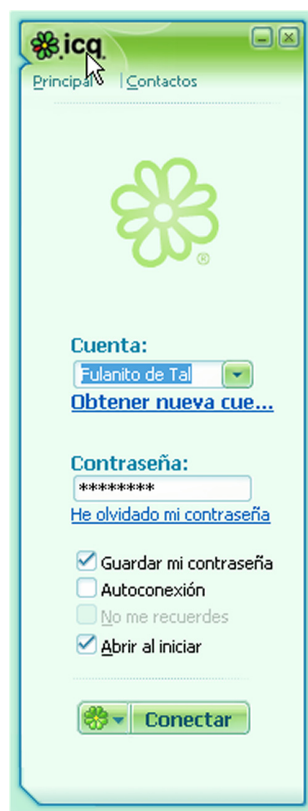 icq
Principal | Contactos
®
Cuenta:
Fulanito de Tal
Obtener nueva cue...
Contraseña:
********
He olvidado mi contraseña
Guardar mi contraseña
Autoconexión
No me recuerdes
Abrir al iniciar
Conectar